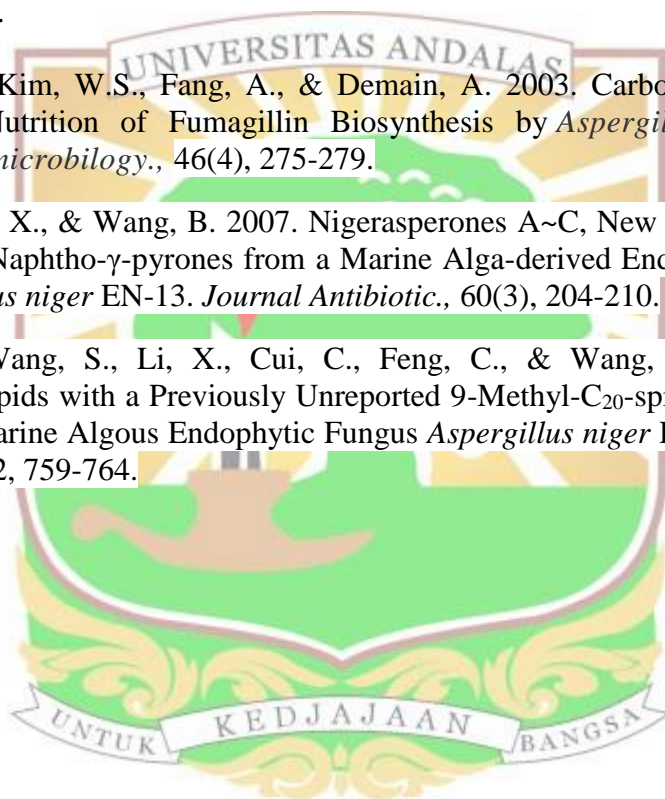 .
UNIVERSITAS ANDALAS
Kim, W.S., Fang, A., & Demain, A. 2003. Carbo
Nutrition of Fumagillin Biosynthesis by Aspergil
microbilogy., 46(4), 275-279.
X., & Wang, B. 2007. Nigerasperones A~C, New
Naphtho-γ-pyrones from a Marine Alga-derived End
us niger EN-13. Journal Antibiotic., 60(3), 204-210.
Wang, S., Li, X., Cui, C., Feng, C., & Wang,
pids with a Previously Unreported 9-Methyl-C₂₀-spi
arine Algous Endophytic Fungus Aspergillus niger
2, 759-764.
UNTUK KEDJAJAAN BANGSA